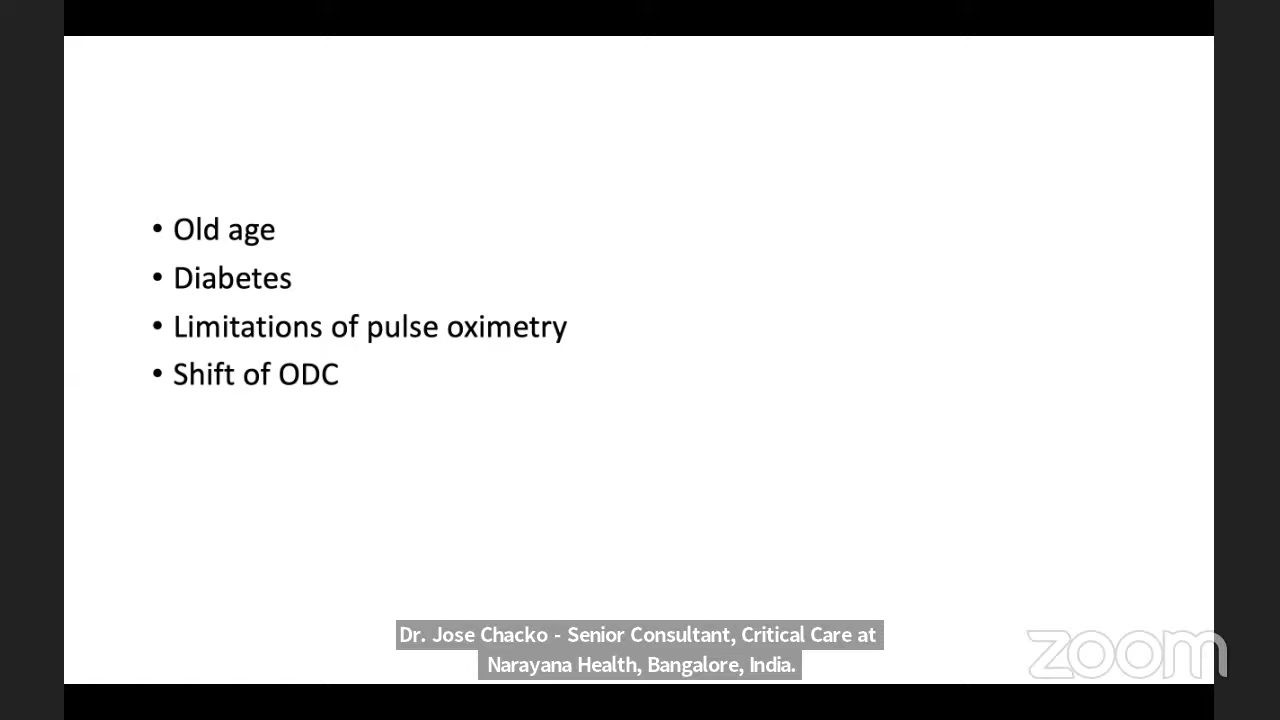 • Old age
• Diabetes
• Limitations of pulse oximetry
• Shift of ODC
Dr. Jose Chacko - Senior Consultant, Critical Care at
Narayana Health, Bangalore, India.
zoom